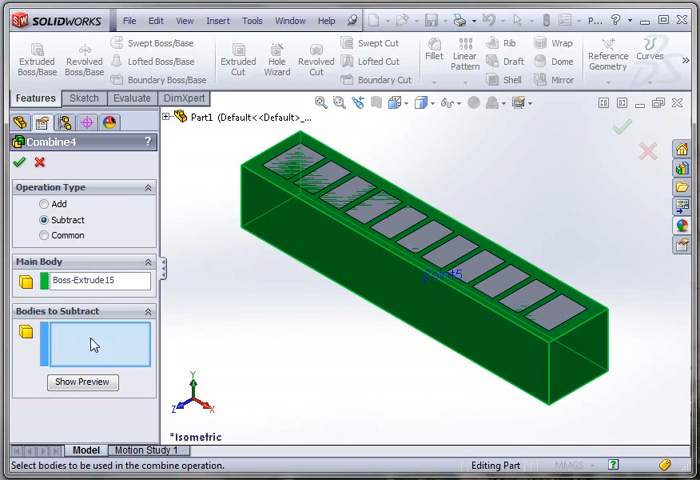 SOLIDWORKS File Edit View Insert Tools Window Help P...
Extruded Boss/Base
Revolved Boss/Base
Swept Boss/Base
Lofted Boss/Base
Boundary Boss/Base
Extruded Cut
Hole Wizard
Revolved Cut
Swept Cut
Lofted Cut
Boundary Cut
Fillet
Linear Pattern
Rib
Draft
Shell
Wrap
Dome
Mirror
Reference Geometry
Curves
Features Sketch Evaluate DimXpert
Part1 (Default<<Default>_...
Combine4 ?
Operation Type
Add
Subtract
Common
Main Body
Boss-Extrude15
Bodies to Subtract
Show Preview
Y
Z X
*Isometric
Model Motion Study 1
Select bodies to be used in the combine operation. Editing Part MMGS